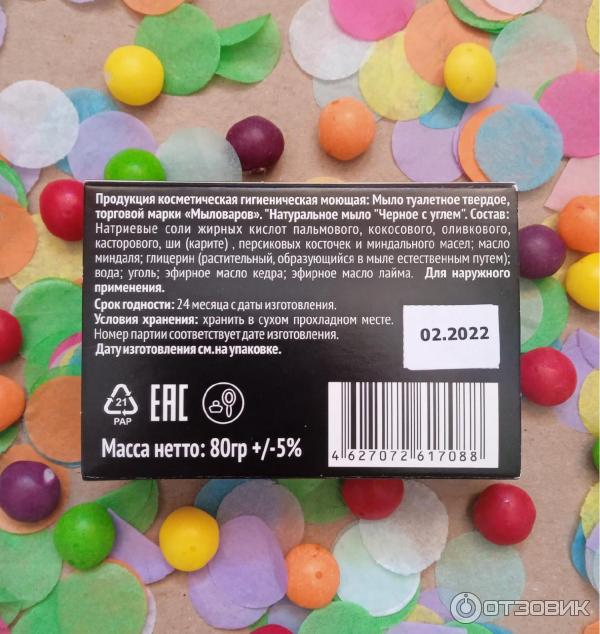 Продукция косметическая гигиеническая моющая: Мыло туалетное твердое,
торговой марки «Мыловаров». "Натуральное мыло "Черное с углем". Состав:
Натриевые соли жирных кислот пальмового, кокосового, оливкового,
касторового, ши (карите) , персиковых косточек и миндального масел; масло
миндаля; глицерин (растительный, образующийся в мыле естественным путем);
вода; уголь; эфирное масло кедра; эфирное масло лайма. Для наружного
применения.
Срок годности: 24 месяца с даты изготовления.
Условия хранения: хранить в сухом прохладном месте.
Номер партии соответствует дате изготовления.
Дату изготовления см. на упаковке.
02.2022
21
PAP
EAC
Масса нетто: 80гр +/-5%
4 627072 617088
ОТЗОВИК